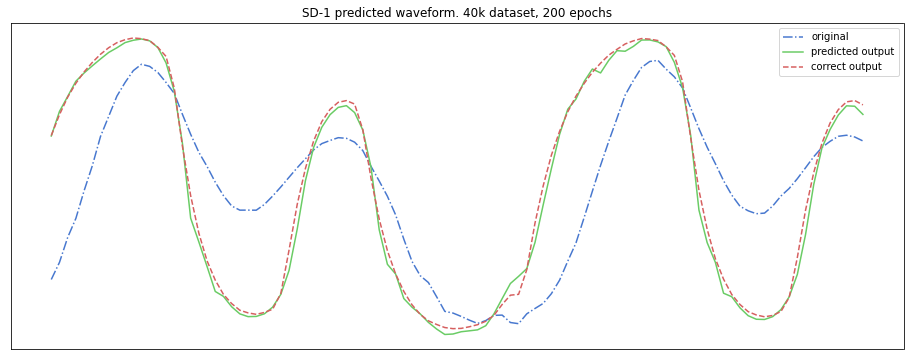 SD-1 predicted waveform. 40k dataset, 200 epochs
original
predicted output
correct output